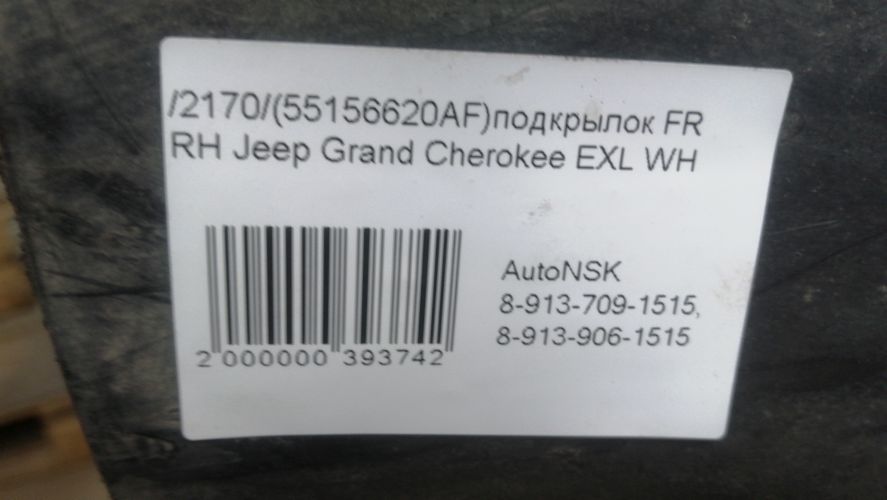 /2170/(55156620AF)подкрылок FR
RH Jeep Grand Cherokee EXL WH
AutoNSK
8-913-709-1515,
8-913-906-1515
2 000000 393742